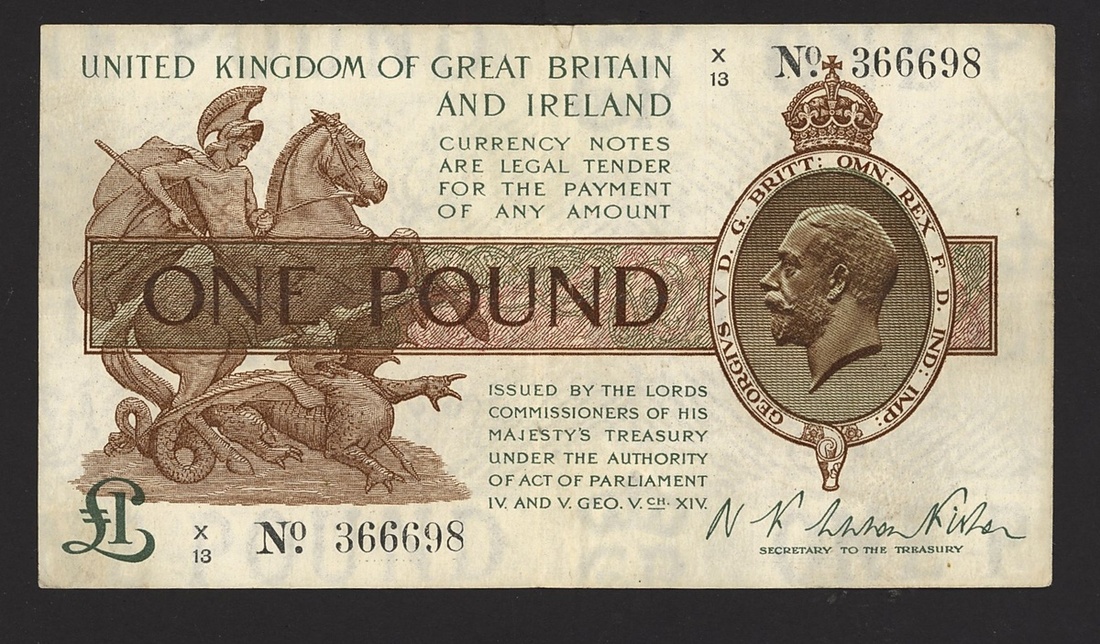 UNITED KINGDOM OF GREAT BRITAIN
AND IRELAND
X
13
Nº 366698
CURRENCY NOTES
ARE LEGAL TENDER
FOR THE PAYMENT
OF ANY AMOUNT
GEORGIVS V D. G. BRITT: OMN: REX F. D. IND: IMP:
ONE POUND
ISSUED BY THE LORDS
COMMISSIONERS OF HIS
MAJESTY'S TREASURY
UNDER THE AUTHORITY
OF ACT OF PARLIAMENT
IV. AND V. GEO. V. CH. XIV.
£1
X
13
Nº 366698
SECRETARY TO THE TREASURY